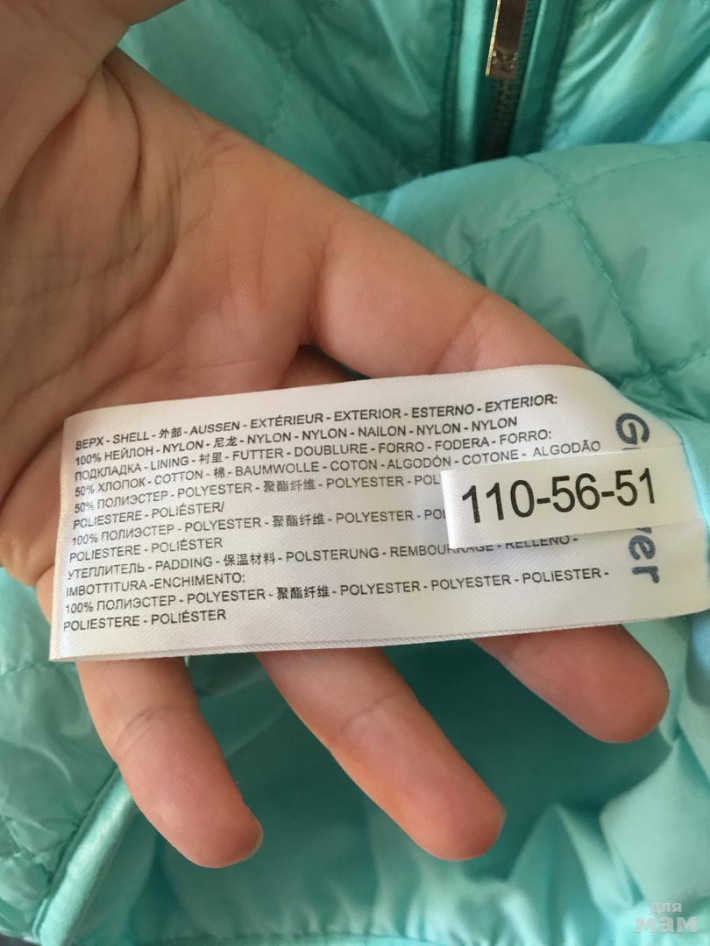 ВЕРХ - SHELL - 外部 - AUSSEN - EXTÉRIEUR - EXTERIOR - ESTERNO - EXTERIOR:
100% НЕЙЛОН - NYLON - 尼龙 - NYLON - NYLON - NAILON - NYLON - NYLON
ПОДКЛАДКА - LINING - 衬里 - FUTTER - DOUBLURE - FORRO - FODERA - FORRO:
50% ХЛОПОК - COTTON - 棉 - BAUMWOLLE - COTON - ALGODÓN - COTONE - ALGODÃO
50% ПОЛИЭСТЕР - POLYESTER - 聚酯纤维 - POLYESTER -
POLIESTERE - POLIÉSTER/
100% ПОЛИЭСТЕР - POLYESTER - 聚酯纤维 - POLYESTER -
POLIESTERE - POLIÉSTER
УТЕПЛИТЕЛЬ - PADDING - 保温材料 - POLSTERUNG - REMBOURRAGE - RELLENO -
IMBOTTITURA - ENCHIMENTO:
100% ПОЛИЭСТЕР - POLYESTER - 聚酯纤维 - POLYESTER - POLYESTER - POLIESTER -
POLIESTERE - POLIÉSTER
110-56-51
для
мам